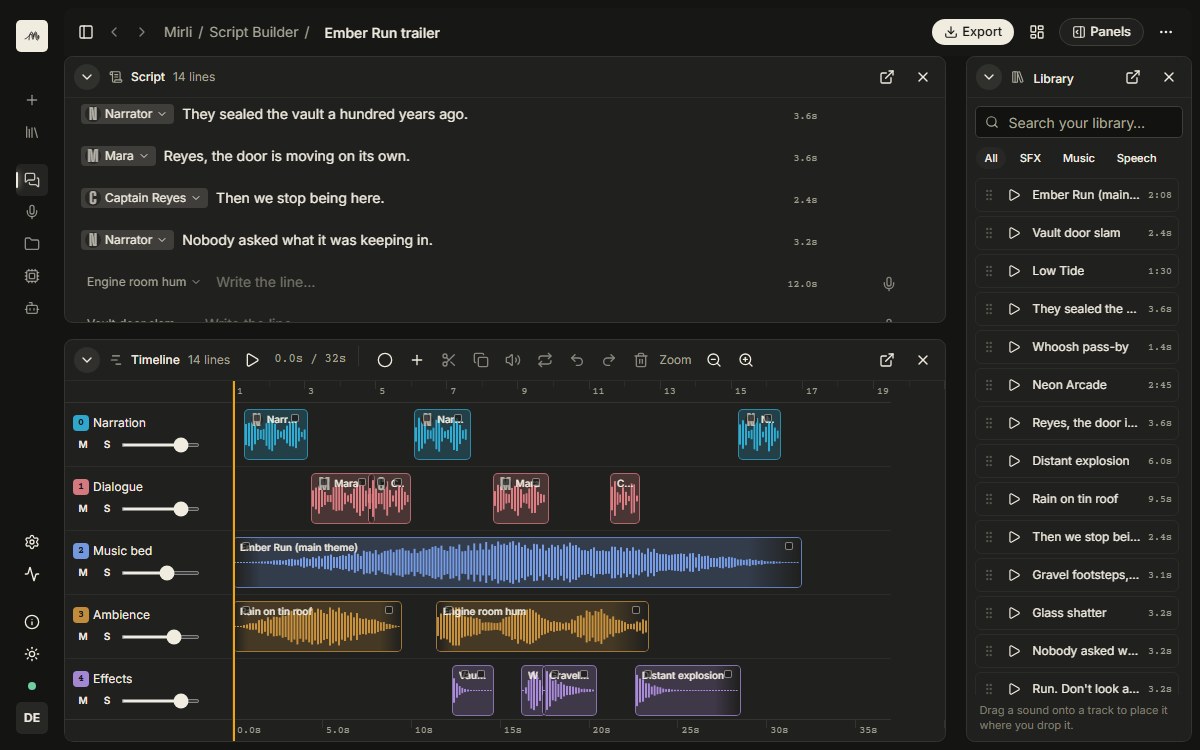 Mirli / Script Builder / Ember Run trailer
Export
Panels
Script 14 lines
Narrator They sealed the vault a hundred years ago. 3.6s
Mara Reyes, the door is moving on its own. 3.6s
Captain Reyes Then we stop being here. 2.4s
Narrator Nobody asked what it was keeping in. 3.2s
Engine room hum Write the line... 12.0s
Timeline 14 lines 0.0s / 32s Zoom
1 3 5 7 9 11 13 15 17 19
0 Narration
M S
Narr...
Nar...
N...
1 Dialogue
M S
Mara
C...
Mar...
C...
2 Music bed
M S
Ember Run (main theme)
3 Ambience
M S
Rain on tin roof
Engine room hum
4 Effects
M S
Vau...
W
Gravel...
Distant explosion
0.0s 5.0s 10s 15s 20s 25s 30s 35s
DE
Library
Search your library...
All SFX Music Speech
Ember Run (main... 2:08
Vault door slam 2.4s
Low Tide 1:30
They sealed the ... 3.6s
Whoosh pass-by 1.4s
Neon Arcade 2:45
Reyes, the door i... 3.6s
Distant explosion 6.0s
Rain on tin roof 9.5s
Then we stop bei... 2.4s
Gravel footsteps,... 3.1s
Glass shatter 3.2s
Nobody asked w... 3.2s
Run. Don't look a... 3.2s
Drag a sound onto a track to place it
where you drop it.